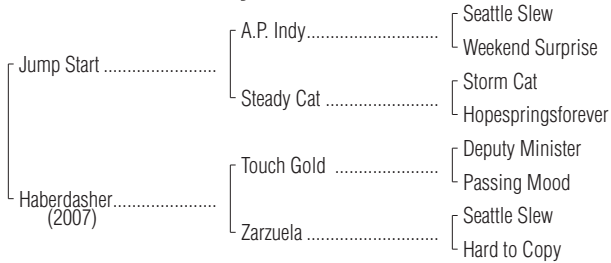 Seattle Slew
A.P. Indy..............................
Weekend Surprise
Jump Start .........................
Storm Cat
Steady Cat .........................
Hopespringsforever
Deputy Minister
Touch Gold .......................
Passing Mood
Haberdasher.......................
(2007)
Seattle Slew
Zarzuela .............................
Hard to Copy